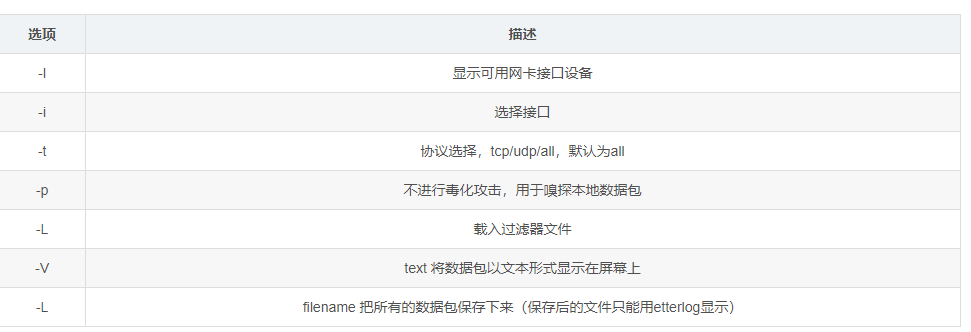 选项 描述
-I 显示可用网卡接口设备
-i 选择接口
-t 协议选择，tcp/udp/all，默认为all
-p 不进行毒化攻击，用于嗅探本地数据包
-L 载入过滤器文件
-V text 将数据包以文本形式显示在屏幕上
-L filename 把所有的数据包保存下来（保存后的文件只能用etterlog显示）